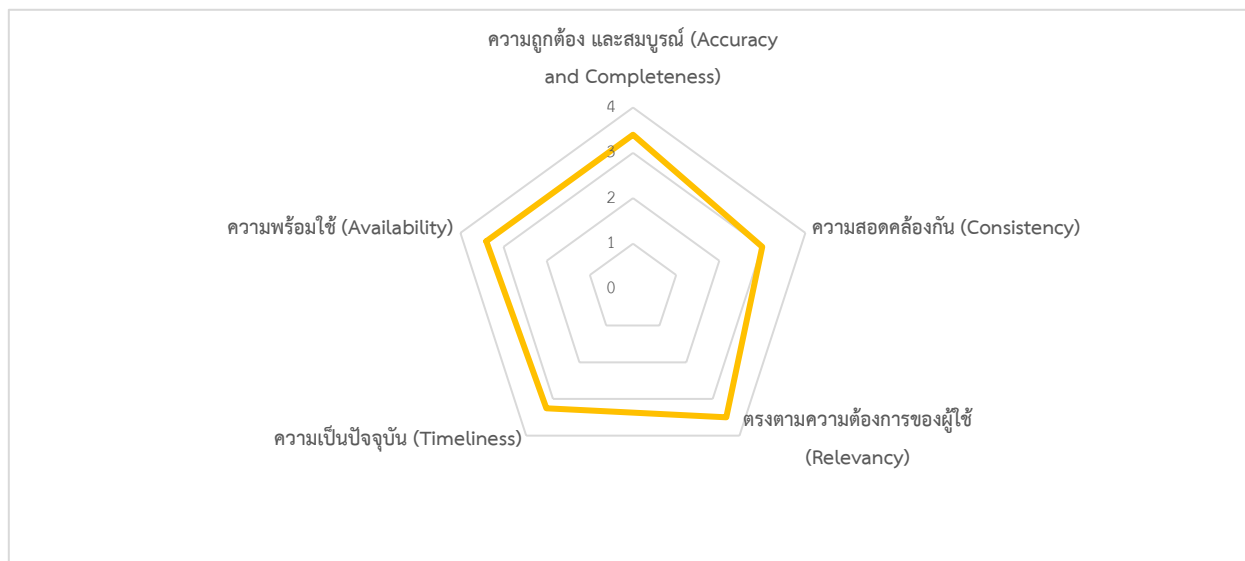 ความถูกต้อง และสมบูรณ์ (Accuracy
and Completeness)
4
3
2
1
0
ความพร้อมใช้ (Availability)
ความสอดคล้องกัน (Consistency)
ความเป็นปัจจุบัน (Timeliness)
ตรงตามความต้องการของผู้ใช้
(Relevancy)